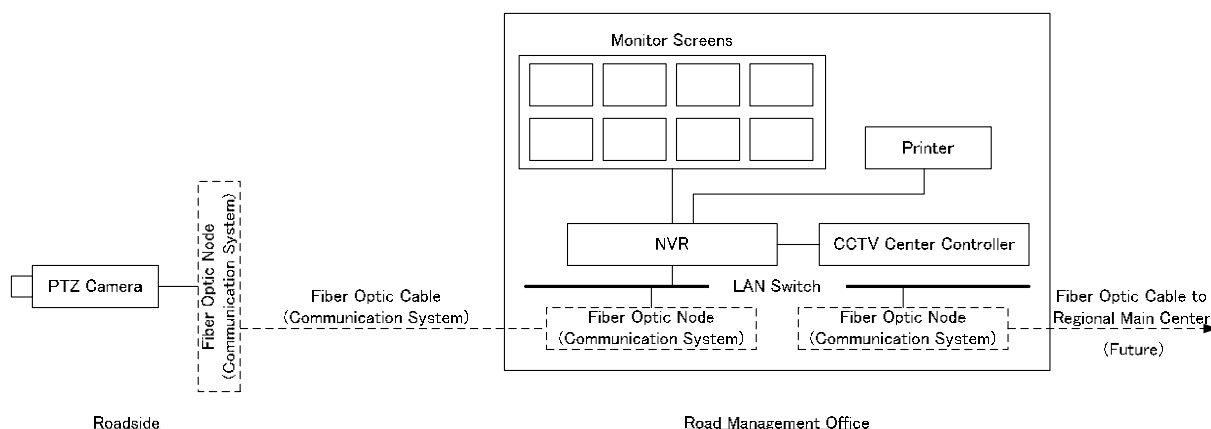 Monitor Screens
Printer
NVR
CCTV Center Controller
PTZ Camera
Fiber Optic Node
(Communication System)
Fiber Optic Cable
(Communication System)
LAN Switch
Fiber Optic Node
(Communication System)
Fiber Optic Node
(Communication System)
Fiber Optic Cable to
Regional Main Center
(Future)
Roadside
Road Management Office